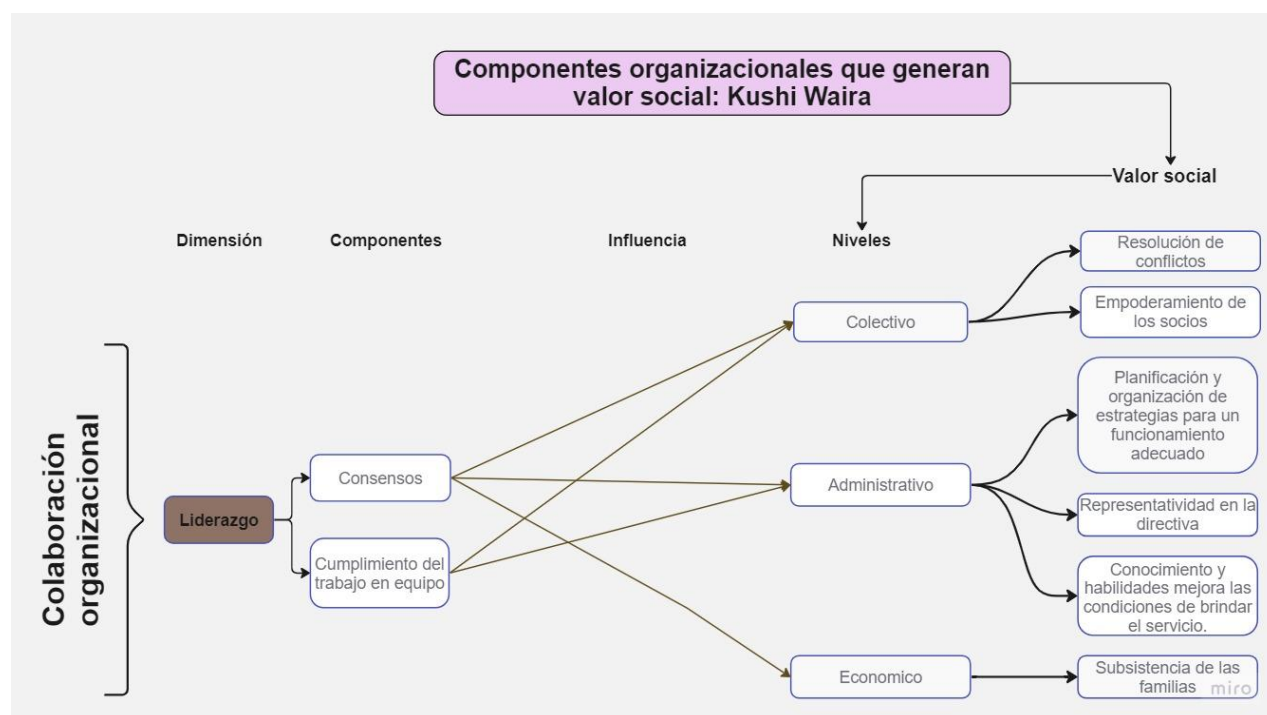 Componentes organizacionales que generan
valor social: Kushi Waira
Valor social
Dimensión
Componentes
Influencia
Niveles
Colaboración
organizacional
Liderazgo
Consensos
Cumplimiento del
trabajo en equipo
Colectivo
Administrativo
Economico
Resolución de
conflictos
Empoderamiento de
los socios
Planificación y
organización de
estrategias para un
funcionamiento
adecuado
Representatividad en la
directiva
Conocimiento y
habilidades mejora las
condiciones de brindar
el servicio.
Subsistencia de las
familias
miro